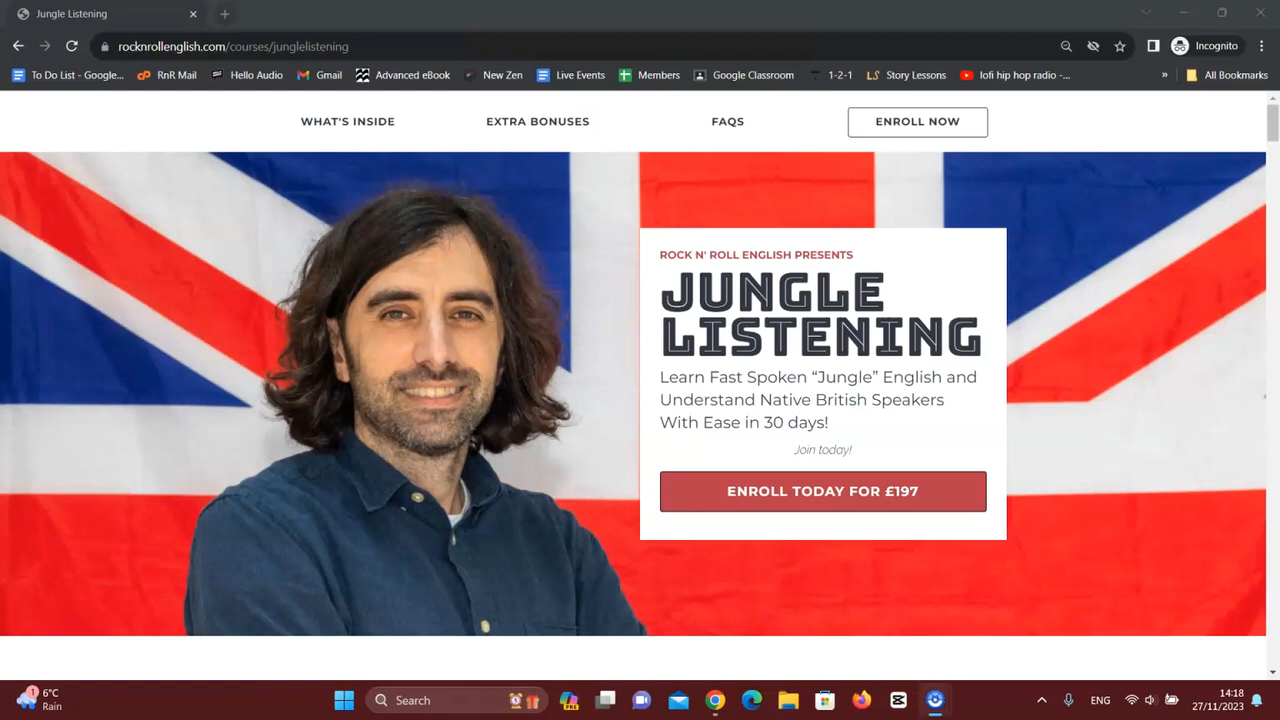 Jungle Listening
rocknrollenglish.com/courses/junglelistening
Incognito
To Do List - Google...
RnR Mail
Hello Audio
Gmail
Advanced eBook
New Zen
Live Events
Members
Google Classroom
1-2-1
Story Lessons
lofi hip hop radio -...
»
All Bookmarks
WHAT'S INSIDE
EXTRA BONUSES
FAQS
ENROLL NOW
ROCK N' ROLL ENGLISH PRESENTS
JUNGLE
LISTENING
Learn Fast Spoken “Jungle” English and
Understand Native British Speakers
With Ease in 30 days!
Join today!
ENROLL TODAY FOR £197
1
6°C
Rain
Search
PRE
ENG
14:18
27/11/2023